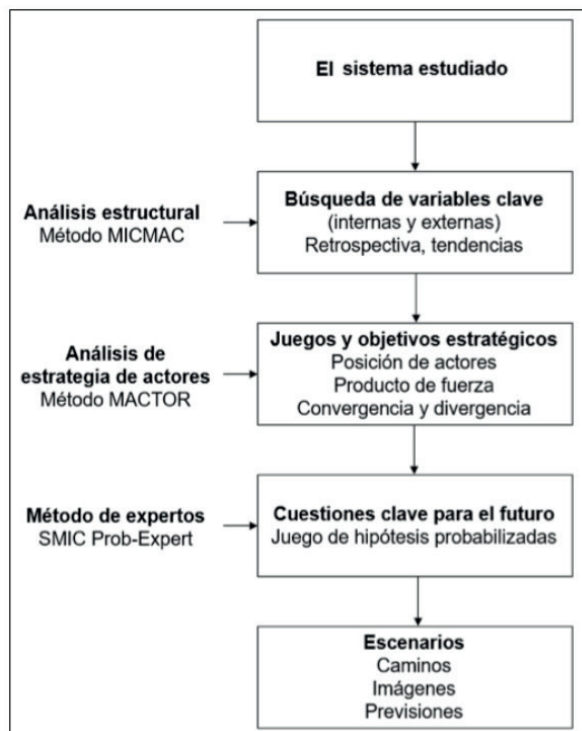 El sistema estudiado
Análisis estructural
Método MICMAC
Búsqueda de variables clave
(internas y externas)
Retrospectiva, tendencias
Análisis de
estrategia de actores
Método MACTOR
Juegos y objetivos estratégicos
Posición de actores
Producto de fuerza
Convergencia y divergencia
Método de expertos
SMIC Prob-Expert
Cuestiones clave para el futuro
Juego de hipótesis probabilizadas
Escenarios
Caminos
Imágenes
Previsiones